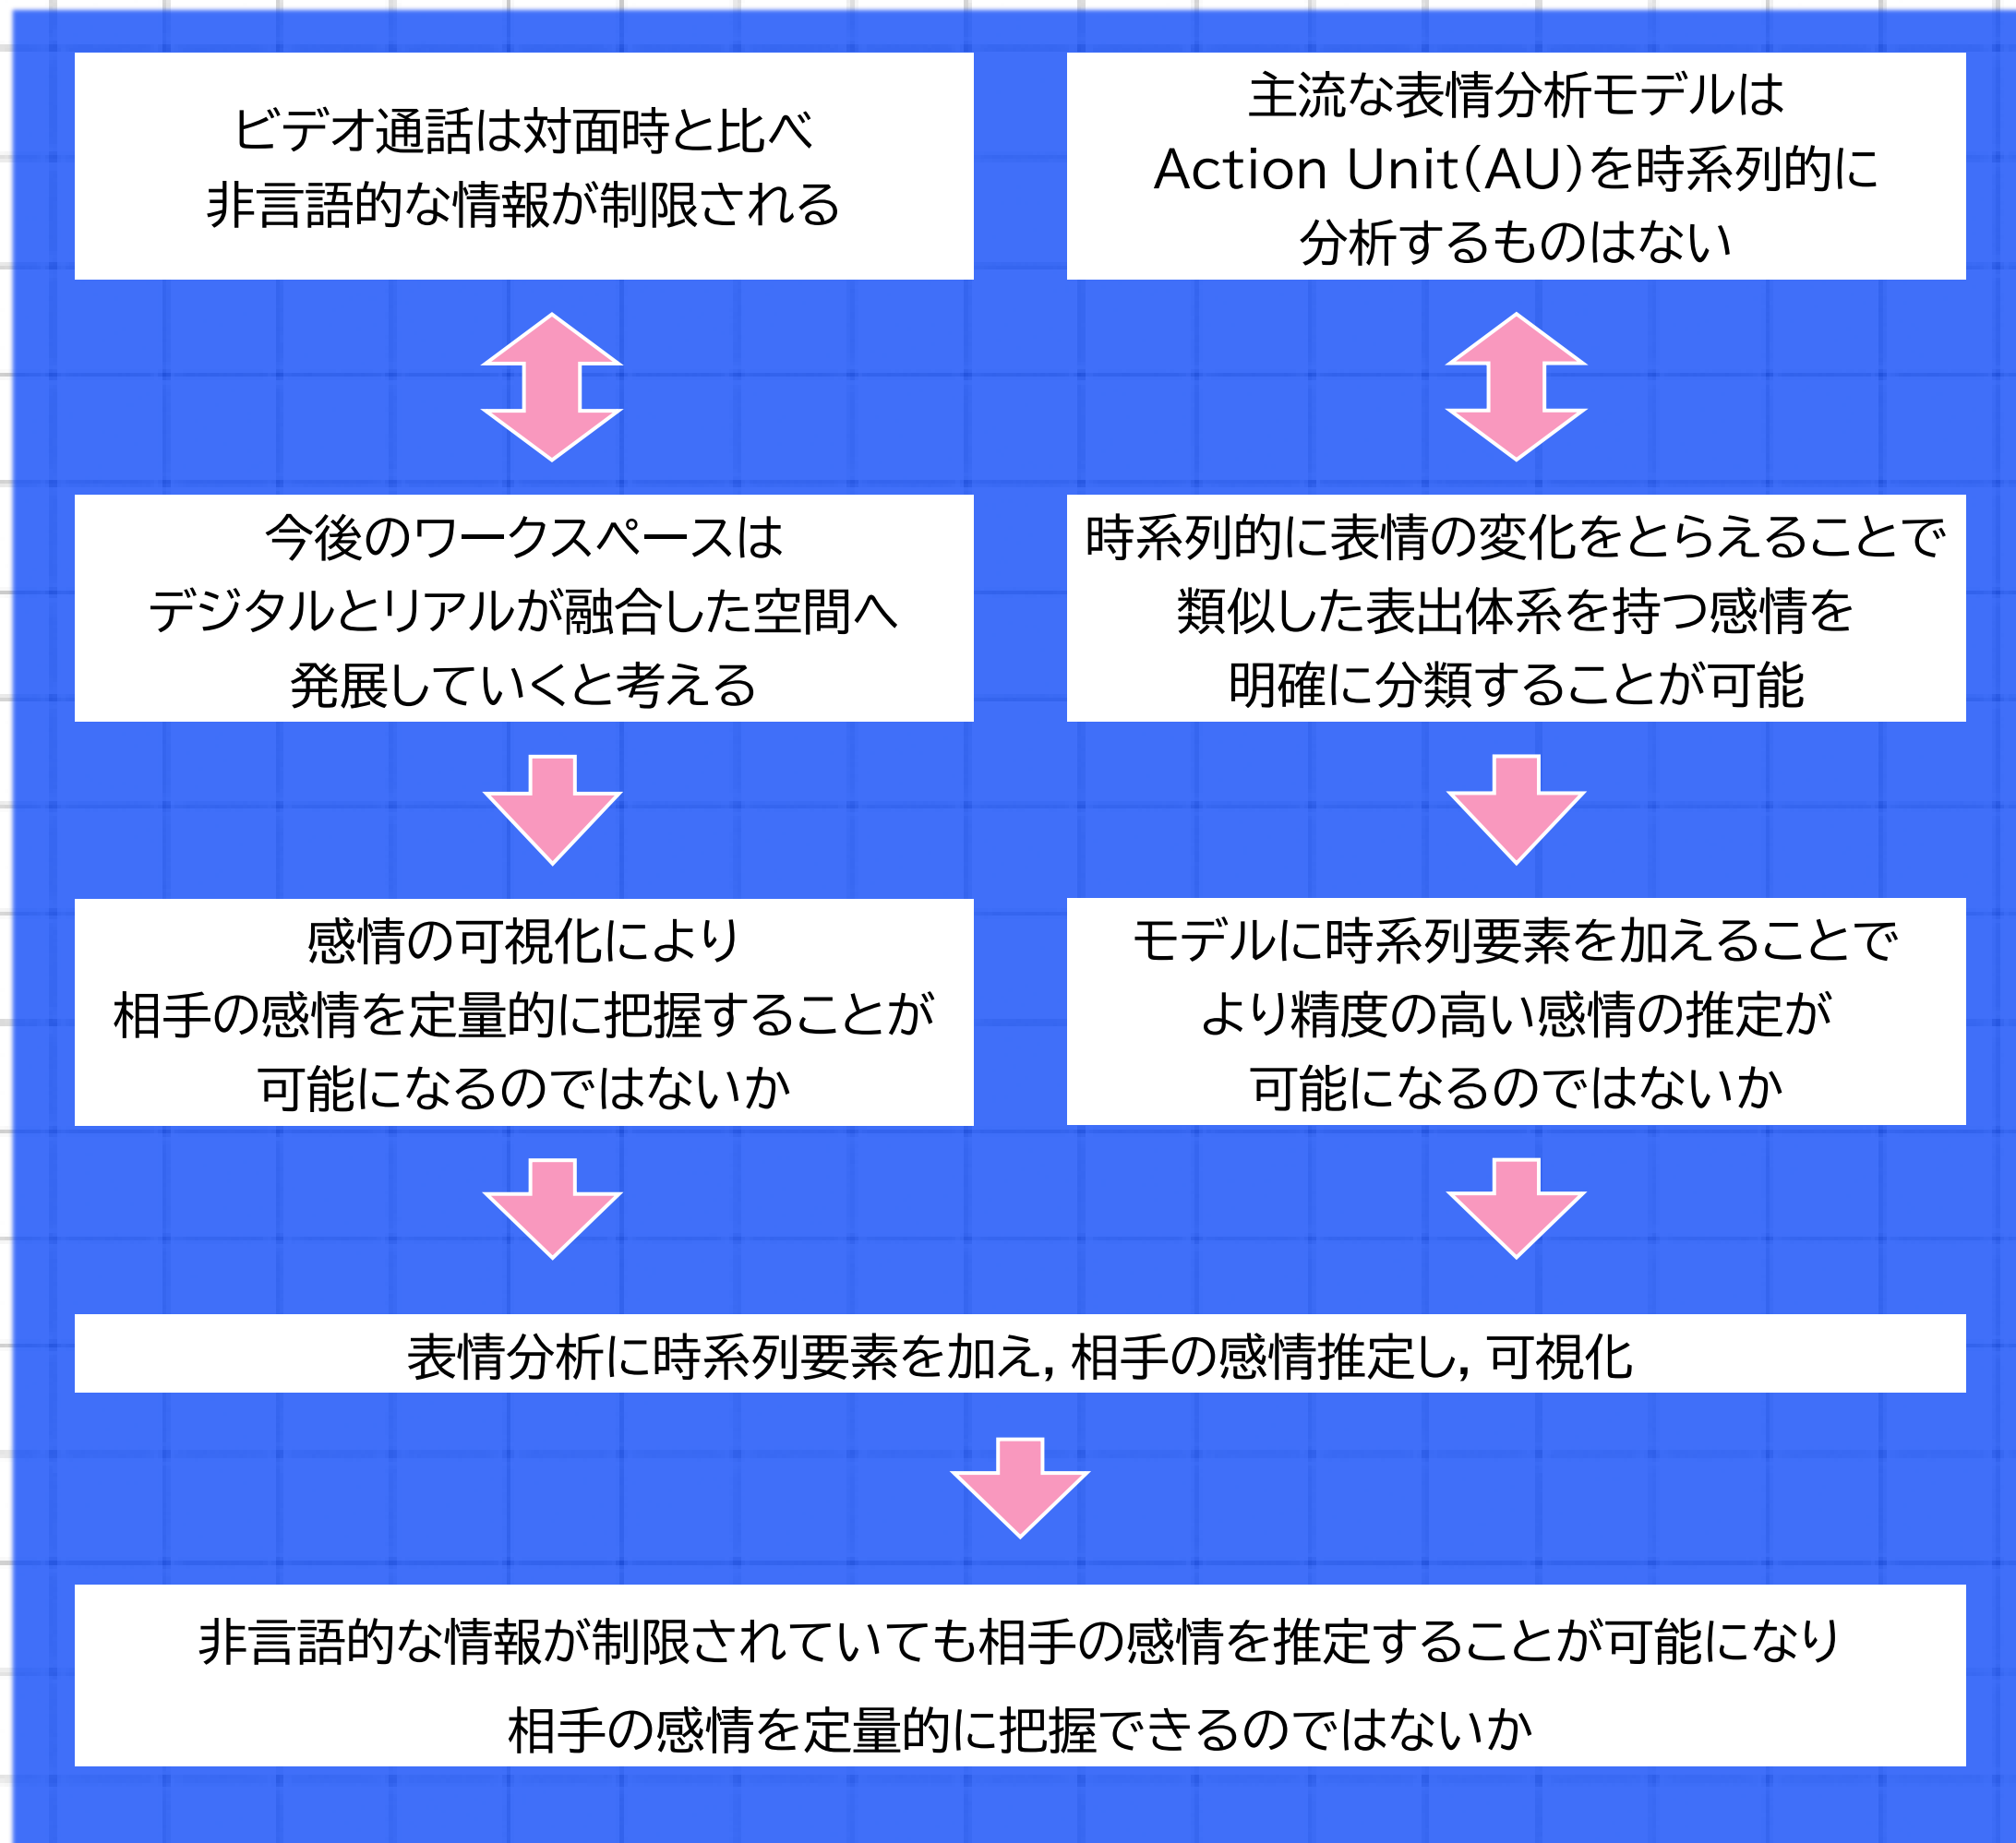 ビデオ通話は対面時と比べ
非言語的な情報が制限される
主流な表情分析モデルは
Action Unit(AU)を時系列的に
分析するものはない
今後のワークスペースは
デジタルとリアルが融合した空間へ
発展していくと考える
時系列的に表情の変化をとらえることで
類似した表出体系を持つ感情を
明確に分類することが可能
感情の可視化により
相手の感情を定量的に把握することが
可能になるのではないか
モデルに時系列要素を加えることで
より精度の高い感情の推定が
可能になるのではないか
表情分析に時系列要素を加え, 相手の感情推定し, 可視化
非言語的な情報が制限されていても相手の感情を推定することが可能になり
相手の感情を定量的に把握できるのではないか